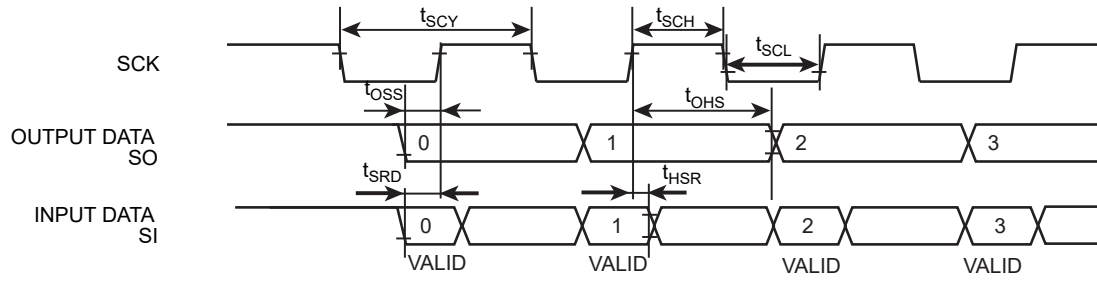 tSCY
tSCH
SCK
tSCL
tOSS
tOHS
OUTPUT DATA
SO
0 1 2 3
tSRD
tHSR
INPUT DATA
SI
0 1 2 3
VALID VALID VALID VALID